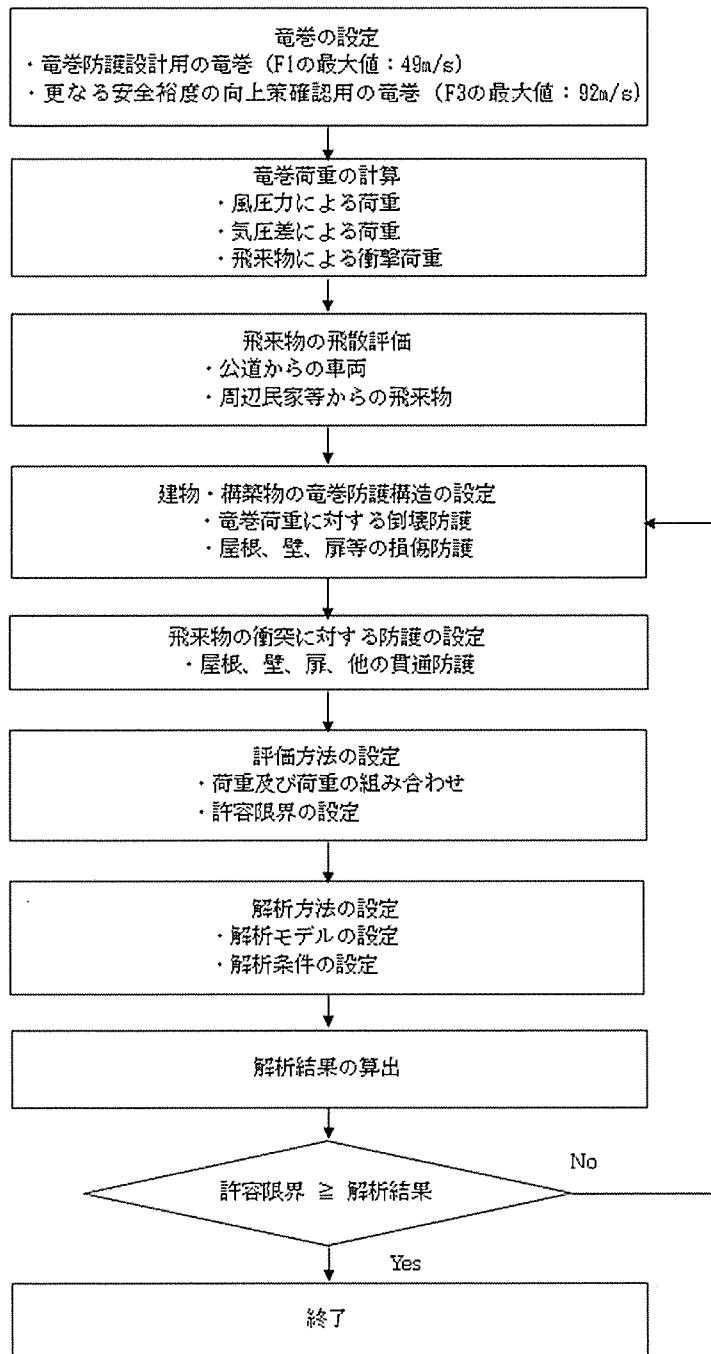 竜巻の設定
・竜巻防護設計用の竜巻（F1の最大値：49m/s）
・更なる安全裕度の向上策確認用の竜巻（F3の最大値：92m/s）
竜巻荷重の計算
・風圧力による荷重
・気圧差による荷重
・飛来物による衝撃荷重
飛来物の飛散評価
・公道からの車両
・周辺民家等からの飛来物
建物・構築物の竜巻防護構造の設定
・竜巻荷重に対する倒壊防護
・屋根、壁、扉等の損傷防護
飛来物の衝突に対する防護の設定
・屋根、壁、扉、他の貫通防護
評価方法の設定
・荷重及び荷重の組み合わせ
・許容限界の設定
解析方法の設定
・解析モデルの設定
・解析条件の設定
解析結果の算出
許容限界 ≧ 解析結果
No
Yes
終了